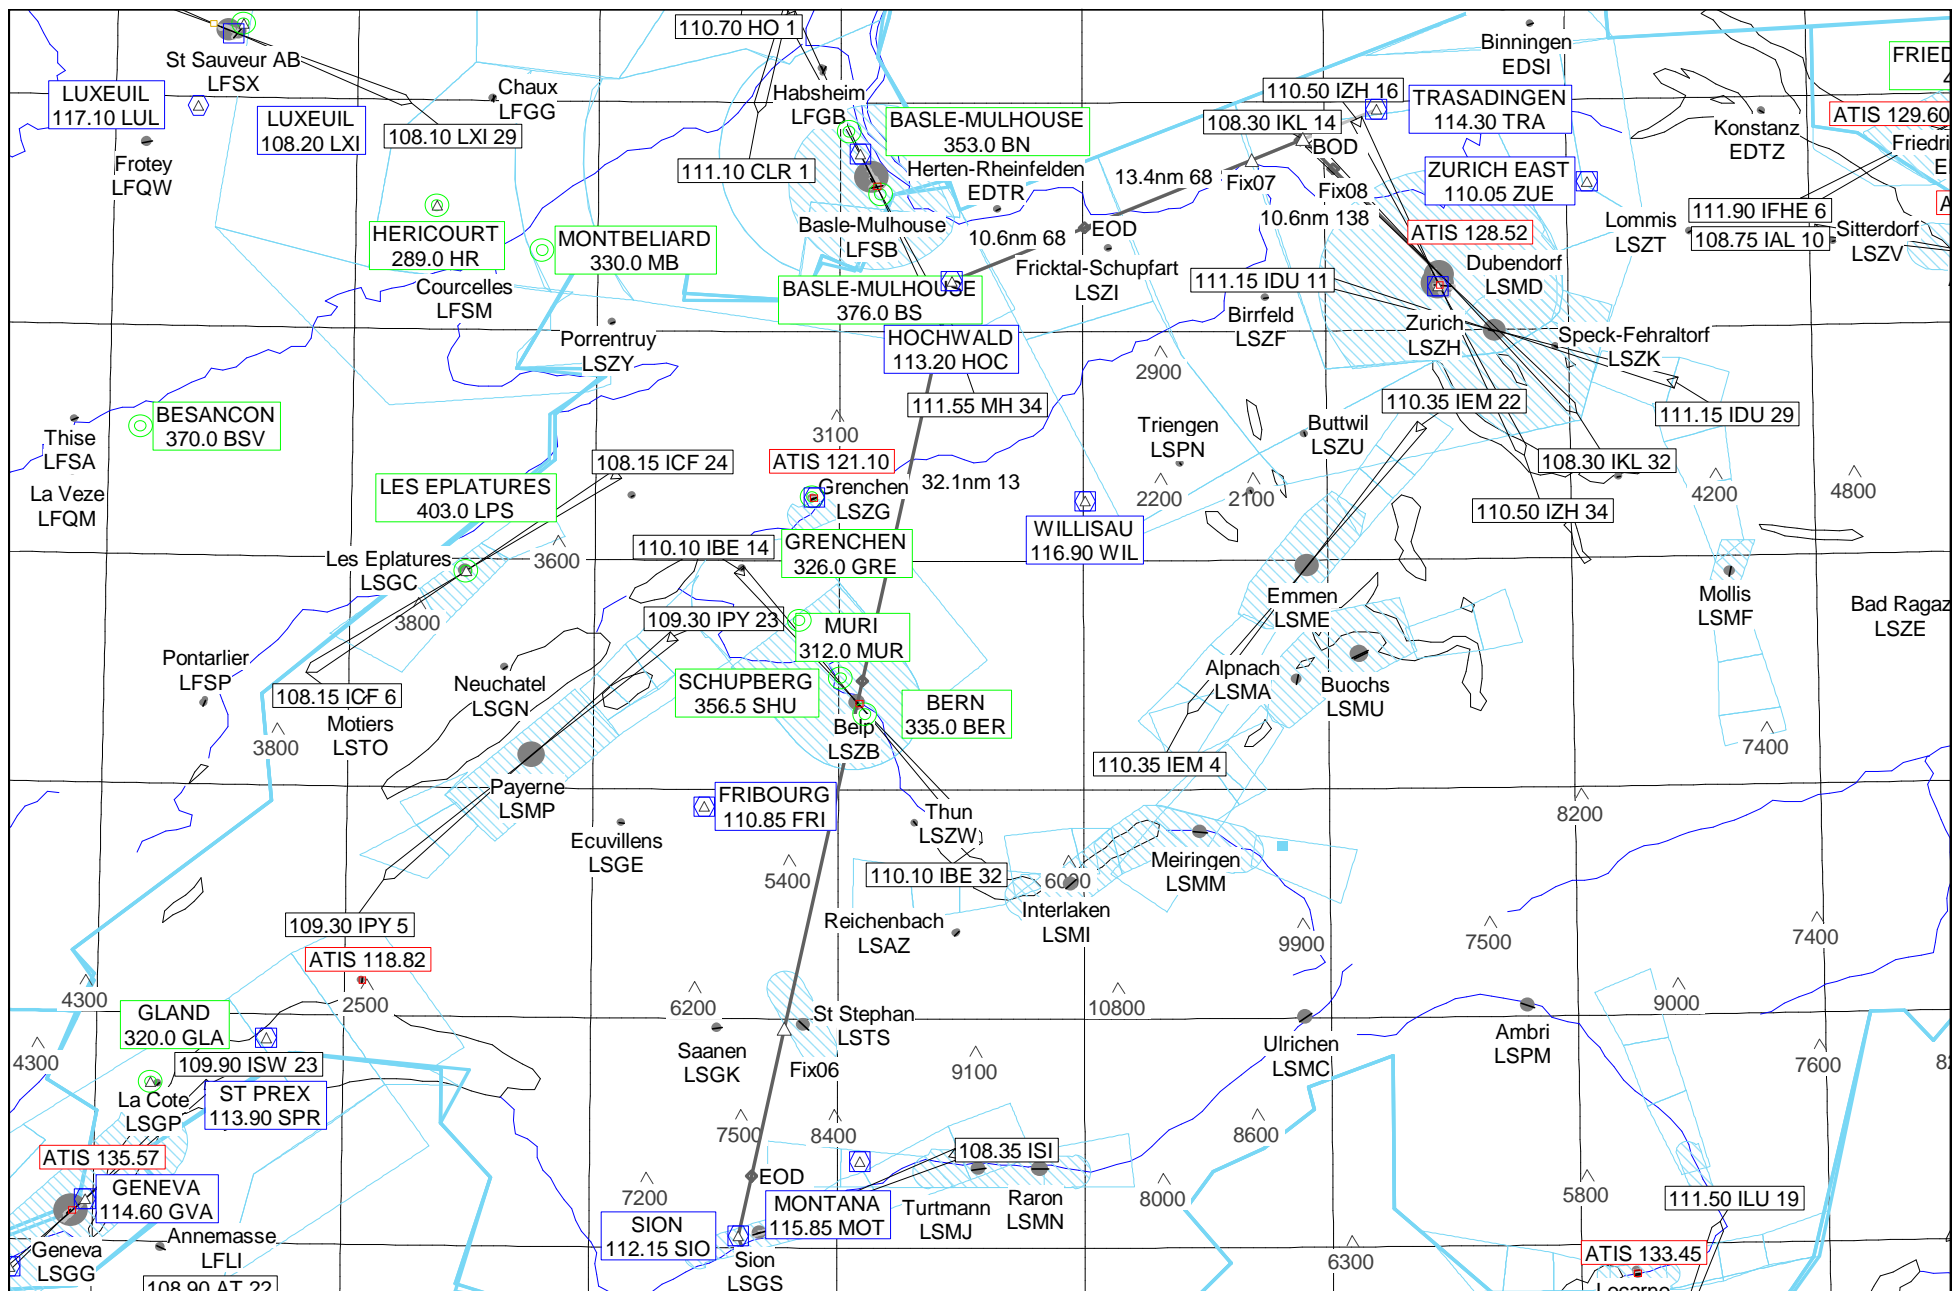 110.70 HO 1
Binningen
EDSI
St Sauveur AB
LFSX
FRIED
4
LUXEUIL
117.10 LUL
Chaux
LFGG
Habsheim
LFGB
110.50 IZH 16
TRASADINGEN
114.30 TRA
ATIS 129.60
LUXEUIL
108.20 LXI
108.10 LXI 29
BASLE-MULHOUSE
353.0 BN
108.30 IKL 14
BOD
Konstanz
EDTZ
Friedri
E
Frotey
LFQW
111.10 CLR 1
Herten-Rheinfelden
EDTR
13.4nm 68
Fix07
Fix08
ZURICH EAST
110.05 ZUE
A
HERICOURT
289.0 HR
MONTBELIARD
330.0 MB
Basle-Mulhouse
LFSB
10.6nm 68
EOD
10.6nm 138
ATIS 128.52
Lommis
LSZT
111.90 IFHE 6
108.75 IAL 10
Sitterdorf
LSZV
Courcelles
LFSM
Fricktal-Schupfart
LSZI
111.15 IDU 11
Dubendorf
LSMD
BASLE-MULHOUSE
376.0 BS
Birrfeld
LSZF
Zurich
LSZH
Speck-Fehraltorf
LSZK
Porrentruy
LSZY
HOCHWALD
113.20 HOC
2900
BESANCON
370.0 BSV
111.55 MH 34
110.35 IEM 22
111.15 IDU 29
Thise
LFSA
3100
Triengen
LSPN
Buttwil
LSZU
108.15 ICF 24
ATIS 121.10
108.30 IKL 32
La Veze
LFQM
LES EPLATURES
403.0 LPS
Grenchen
LSZG
32.1nm 13
2200
2100
4200
4800
110.50 IZH 34
WILLISAU
116.90 WIL
Les Eplatures
LSGC
3600
110.10 IBE 14
GRENCHEN
326.0 GRE
3800
109.30 IPY 23
MURI
312.0 MUR
Emmen
LSME
Mollis
LSMF
Bad Ragaz
LSZE
Pontarlier
LFSP
108.15 ICF 6
Neuchatel
LSGN
SCHUPBERG
356.5 SHU
Alpnach
LSMA
Buochs
LSMU
Motiers
LSTO
3800
Belp
LSZB
BERN
335.0 BER
7400
110.35 IEM 4
Payerne
LSMP
FRIBOURG
110.85 FRI
8200
Ecuvillens
LSGE
Thun
LSZW
5400
110.10 IBE 32
6000
Meiringen
LSMM
109.30 IPY 5
Reichenbach
LSAZ
Interlaken
LSMI
9900
7500
7400
ATIS 118.82
4300
2500
6200
10800
9000
GLAND
320.0 GLA
St Stephan
LSTS
Ambri
LSPM
4300
109.90 ISW 23
Saanen
LSGK
Fix06
9100
Ulrichen
LSMC
7600
La Cote
LSGP
ST PREX
113.90 SPR
7500
8400
8600
ATIS 135.57
108.35 ISI
GENEVA
114.60 GVA
7200
EOD
8000
5800
SION
112.15 SIO
MONTANA
115.85 MOT
Turtmann
LSMJ
Raron
LSMN
111.50 ILU 19
Geneva
LSGG
Annemasse
LFLI
Sion
LSGS
6300
ATIS 133.45
108.90 AT 22
Locarno